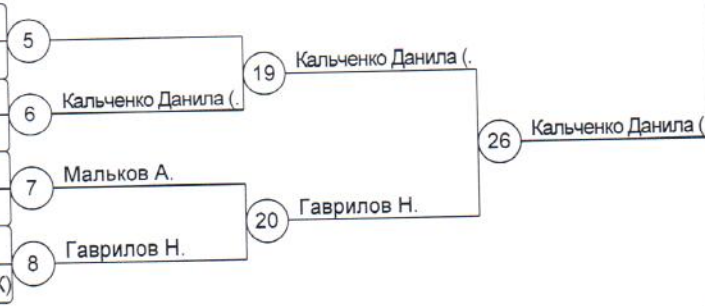 5
19 Кальченко Данила (.
6 Кальченко Данила (.
26 Кальченко Данила (
7 Мальков А.
20 Гаврилов Н.
8 Гаврилов Н.